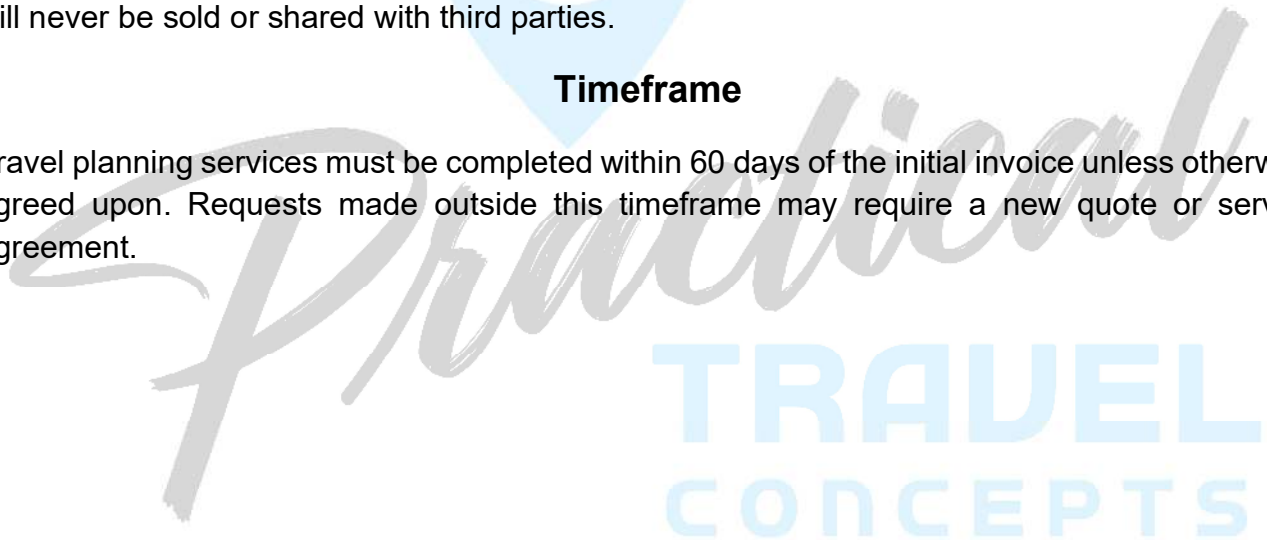 ill never be sold or shared with third parties.
Timeframe
ravel planning services must be completed within 60 days of the initial invoice unless otherw
greed upon. Requests made outside this timeframe may require a new quote or serv
greement.
Practical
TRAVEL
CONCEPTS